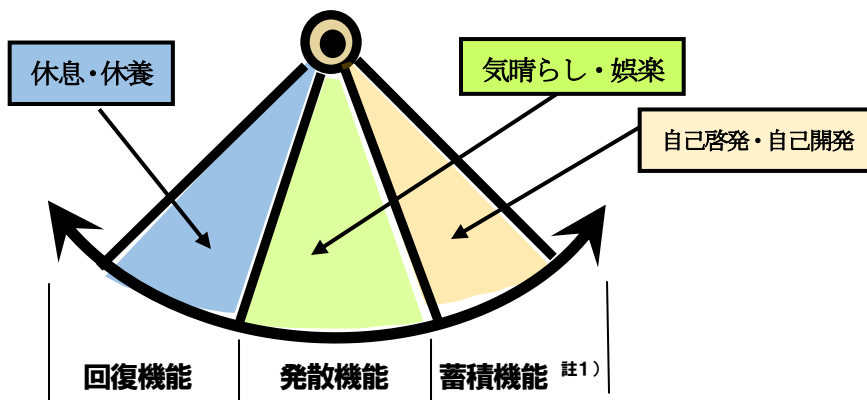 休息・休養
気晴らし・娯楽
自己啓発・自己開発
回復機能
発散機能
蓄積機能 註1）